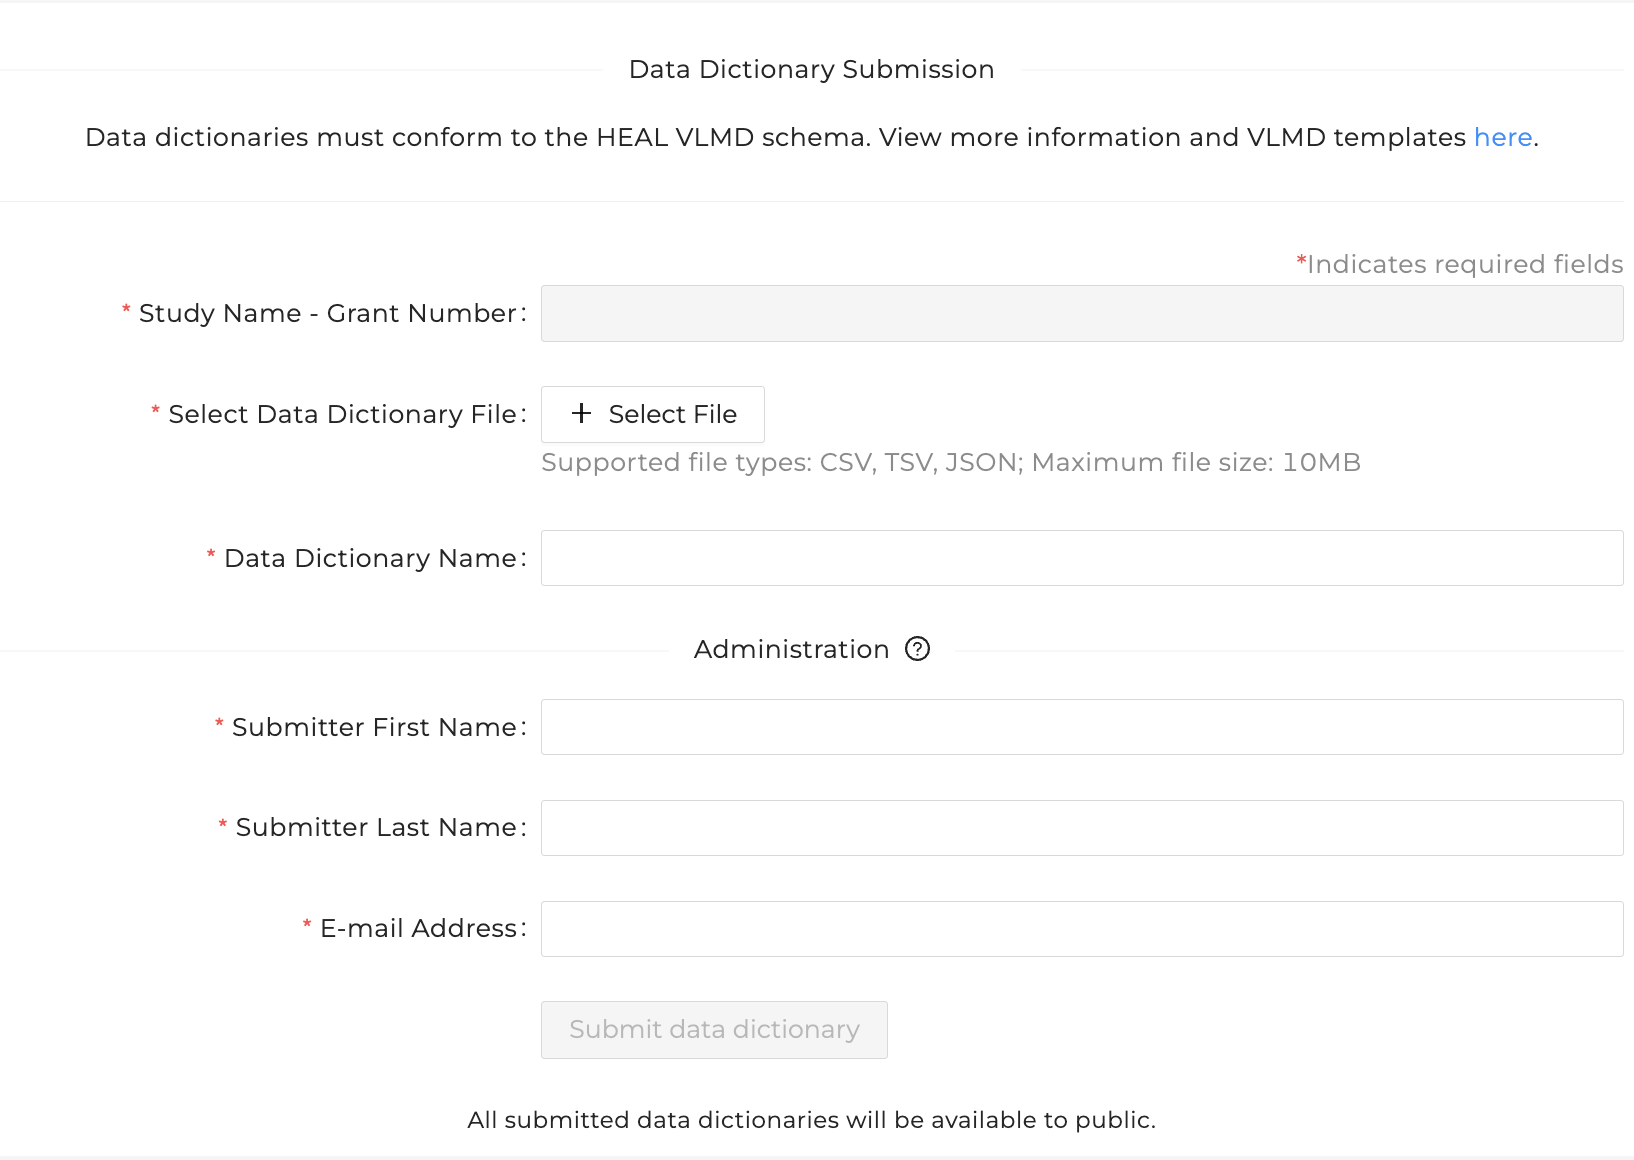 Data Dictionary Submission
Data dictionaries must conform to the HEAL VLMD schema. View more information and VLMD templates here.
*Indicates required fields
* Study Name - Grant Number:
* Select Data Dictionary File:
+ Select File
Supported file types: CSV, TSV, JSON; Maximum file size: 10MB
* Data Dictionary Name:
Administration ?
* Submitter First Name:
* Submitter Last Name:
* E-mail Address:
Submit data dictionary
All submitted data dictionaries will be available to public.